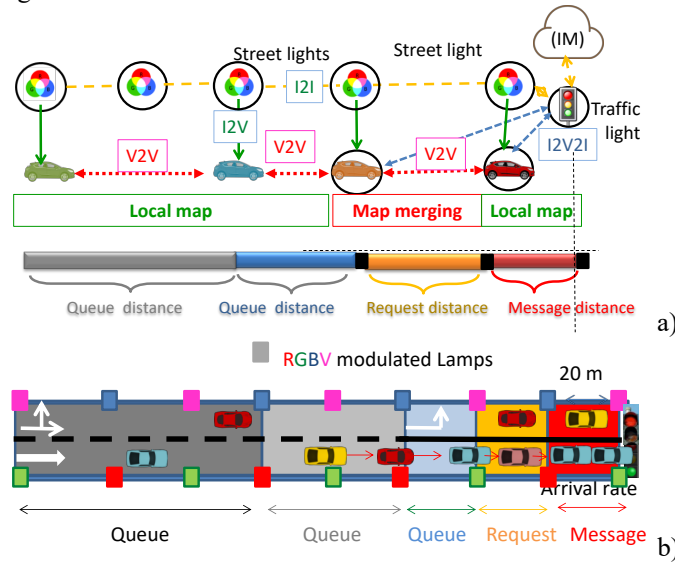 (IM)
Street lights
Street light
I2I
Traffic
light
I2V
I2V2I
V2V
V2V
V2V
Local map
Map merging
Local map
Queue distance
Queue distance
Request distance
Message distance
a)
RGBV modulated Lamps
20 m
Arrival rate
Queue
Queue
Queue
Request
Message
b)